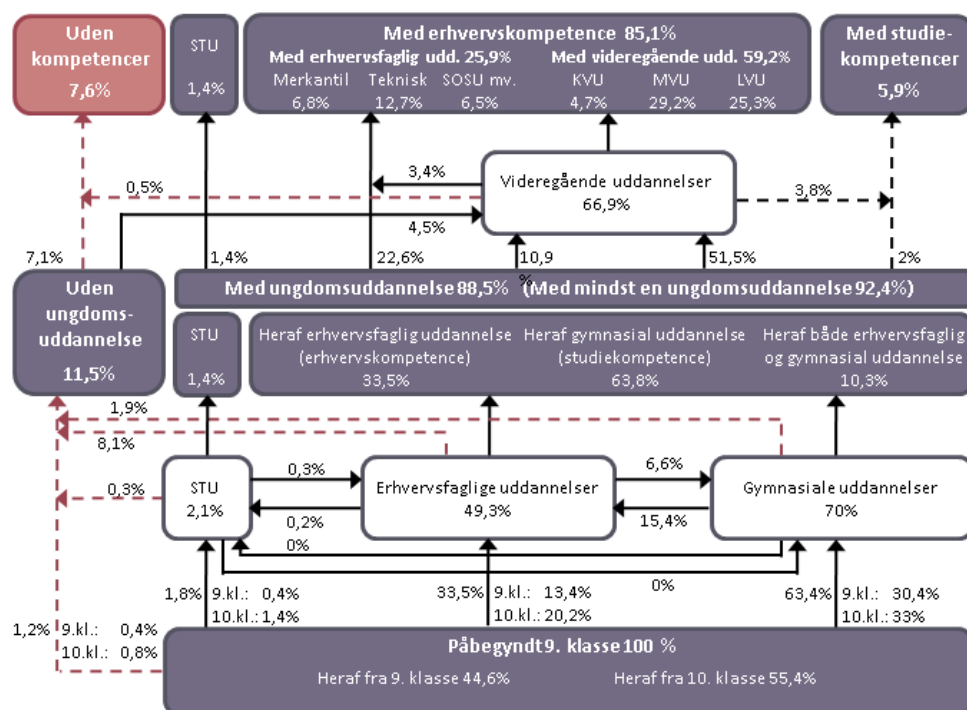 Uden
kompetencer
7,6%
STU
1,4%
Med erhvervskompetence 85,1%
Med erhvervsfaglig udd. 25,9%
Med videregående udd. 59,2%
Merkantil Teknisk SOSU mv. KVU MVU LVU
6,8% 12,7% 6,5% 4,7% 29,2% 25,3%
Med studie-
kompetencer
5,9%
0,5%
3,4%
Videregående uddannelser
66,9%
3,8%
4,5%
7,1%
1,4%
22,6%
10,9
%
51,5%
2%
Uden
ungdoms-
uddannelse
11,5%
Med ungdomsuddannelse 88,5% (Med mindst en ungdomsuddannelse 92,4%)
STU
1,4%
Heraf erhvervsfaglig uddannelse
(erhvervskompetence)
33,5%
Heraf gymnasial uddannelse
(studiekompetence)
63,8%
Heraf både erhvervsfaglig
og gymnasial uddannelse
10,3%
1,9%
8,1%
0,3%
STU
2,1%
0,3%
0,2%
0%
Erhvervsfaglige uddannelser
49,3%
6,6%
15,4%
Gymnasiale uddannelser
70%
0%
1,8% 9.kl.: 0,4%
10.kl.: 1,4%
33,5% 9.kl.: 13,4%
10.kl.: 20,2%
63,4% 9.kl.: 30,4%
10.kl.: 33%
1,2% 9.kl.: 0,4%
10.kl.: 0,8%
Påbegyndt 9. klasse 100 %
Heraf fra 9. klasse 44,6%
Heraf fra 10. klasse 55,4%